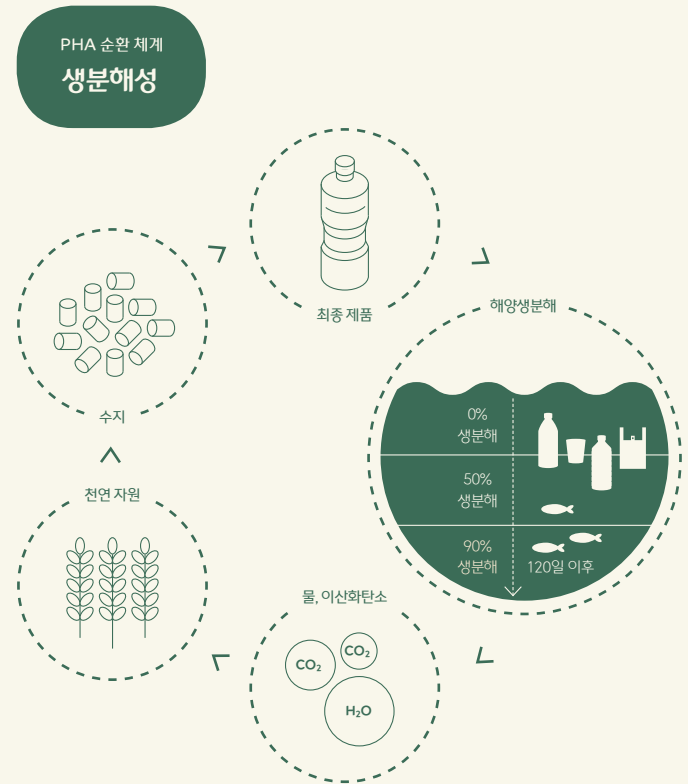 PHA 순환 체계
생분해성
최종 제품
해양생분해
0%
생분해
50%
생분해
90%
생분해
120일 이후
물, 이산화탄소
CO₂
CO₂
H₂O
천연 자원
수지